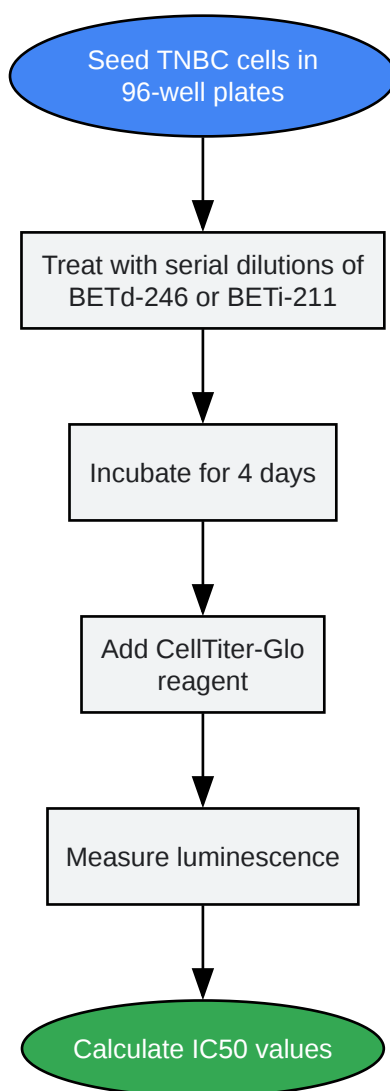 Seed TNBC cells in
96-well plates
Treat with serial dilutions of
BETd-246 or BETi-211
Incubate for 4 days
Add CellTiter-Glo
reagent
Measure luminescence
Calculate IC50 values